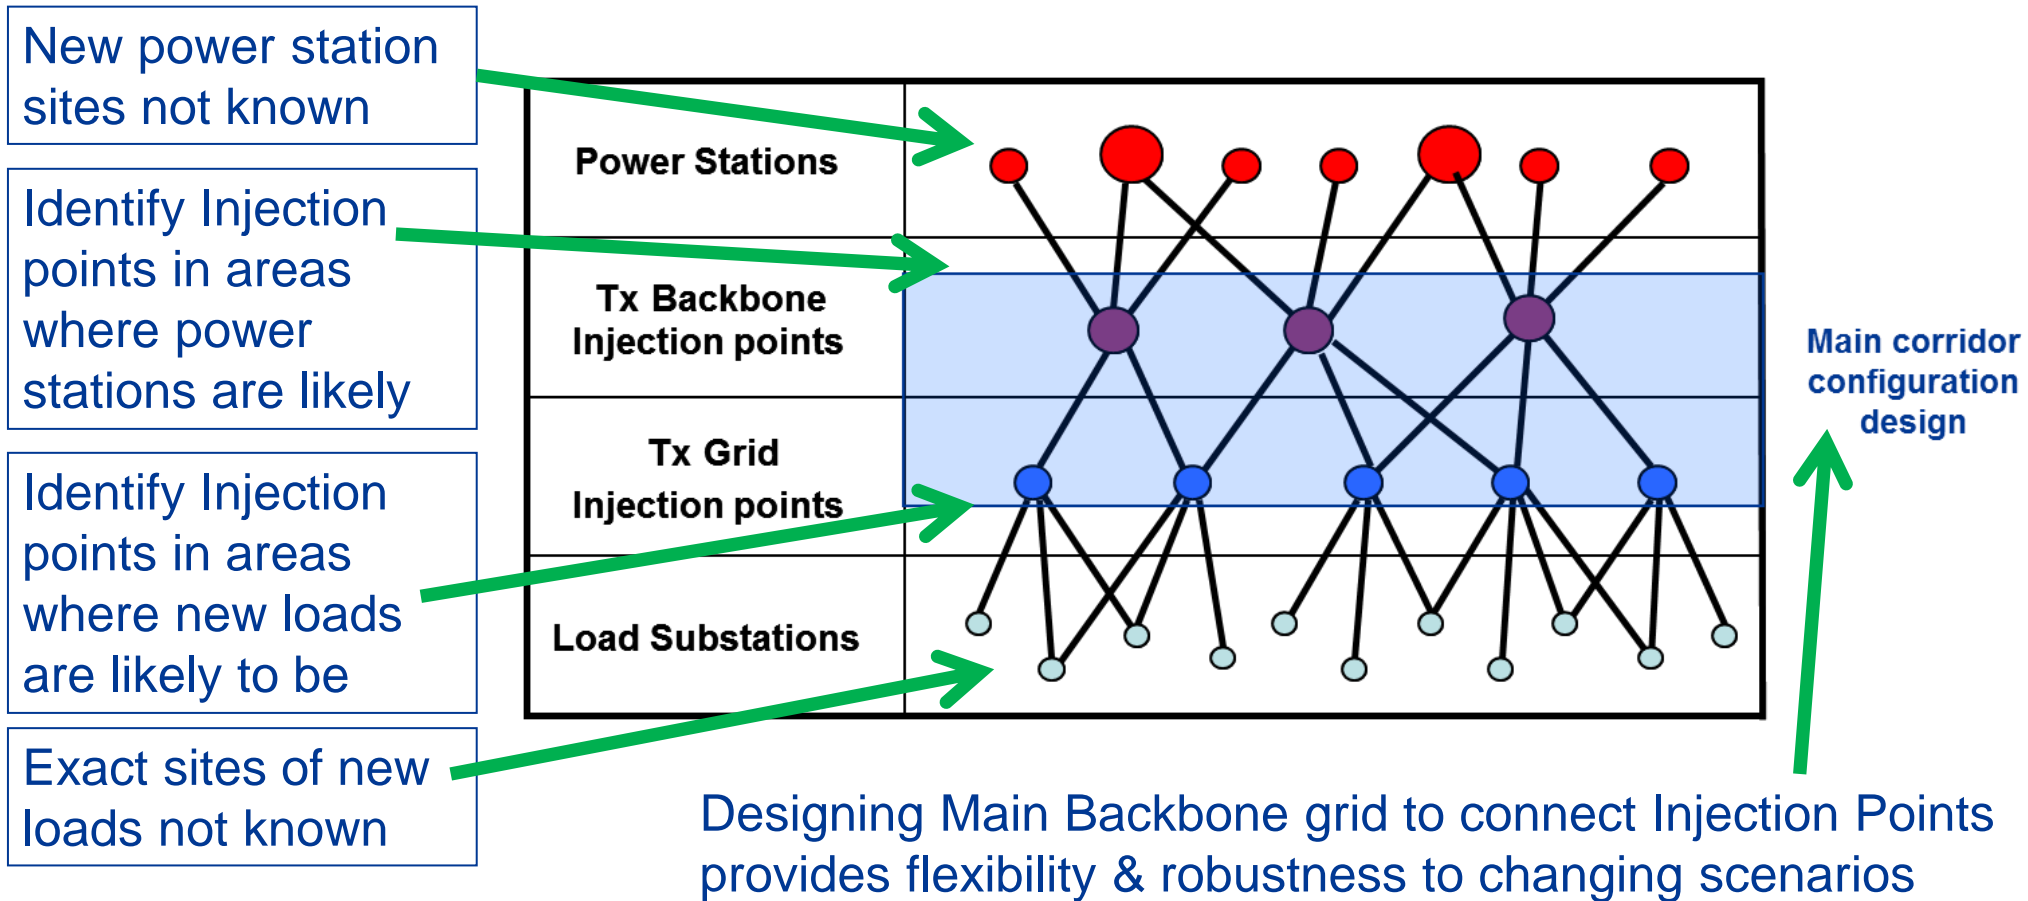 New power station
sites not known
Identify Injection
points in areas
where power
stations are likely
Identify Injection
points in areas
where new loads
are likely to be
Exact sites of new
loads not known
Power Stations
Tx Backbone
Injection points
Tx Grid
Injection points
Load Substations
Main corridor
configuration
design
Designing Main Backbone grid to connect Injection Points
provides flexibility & robustness to changing scenarios